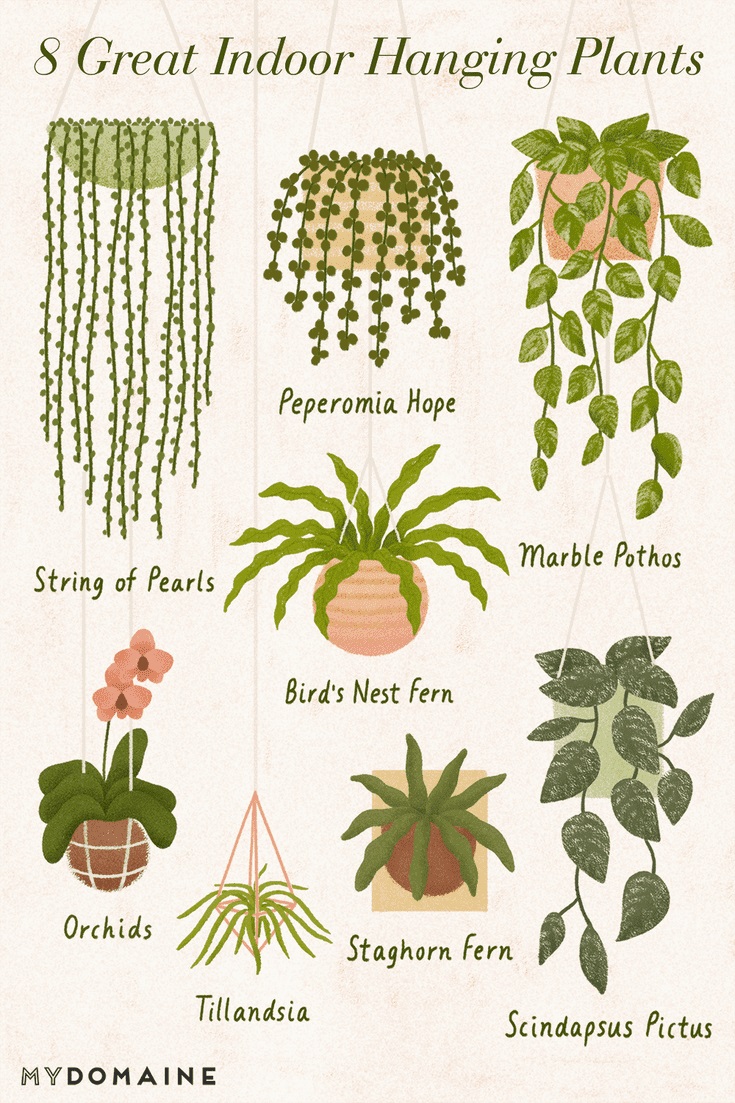 8 Great Indoor Hanging Plants
Peperomia Hope
Marble Pothos
String of Pearls
Bird's Nest Fern
Orchids
Staghorn Fern
Tillandsia
Scindapsus Pictus
MYDOMAINE